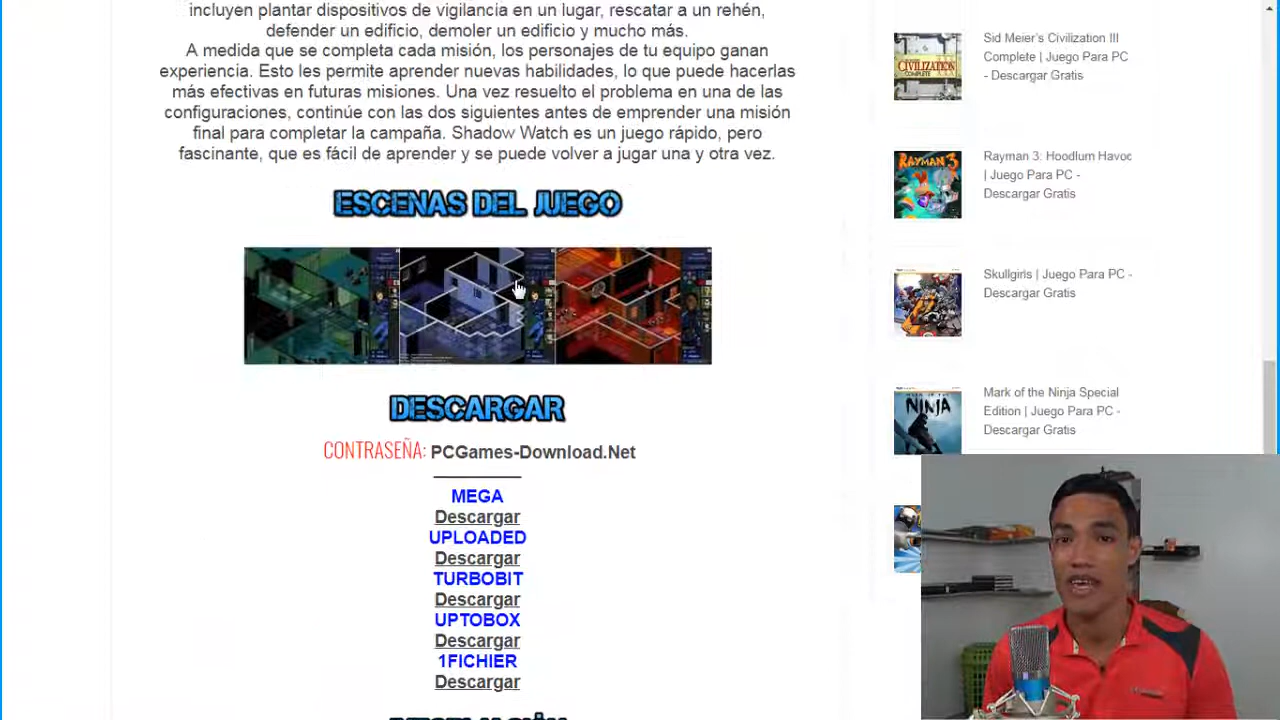 incluyen plantar dispositivos de vigilancia en un lugar, rescatar a un rehén,
defender un edificio, demoler un edificio y mucho más.
A medida que se completa cada misión, los personajes de tu equipo ganan
experiencia. Esto les permite aprender nuevas habilidades, lo que puede hacerlas
más efectivas en futuras misiones. Una vez resuelto el problema en una de las
configuraciones, continúe con las dos siguientes antes de emprender una misión
final para completar la campaña. Shadow Watch es un juego rápido, pero
fascinante, que es fácil de aprender y se puede volver a jugar una y otra vez.
ESCENAS DEL JUEGO
DESCARGAR
CONTRASEÑA: PCGames-Download.Net
MEGA
Descargar
UPLOADED
Descargar
TURBOBIT
Descargar
UPTOBOX
Descargar
1FICHIER
Descargar
CIVILIZATION
COMPLETE
Sid Meier's Civilization III
Complete | Juego Para PC
- Descargar Gratis
RAYMAN 3
Rayman 3: Hoodlum Havoc
| Juego Para PC -
Descargar Gratis
Skullgirls | Juego Para PC -
Descargar Gratis
NINJA
Mark of the Ninja Special
Edition | Juego Para PC -
Descargar Gratis